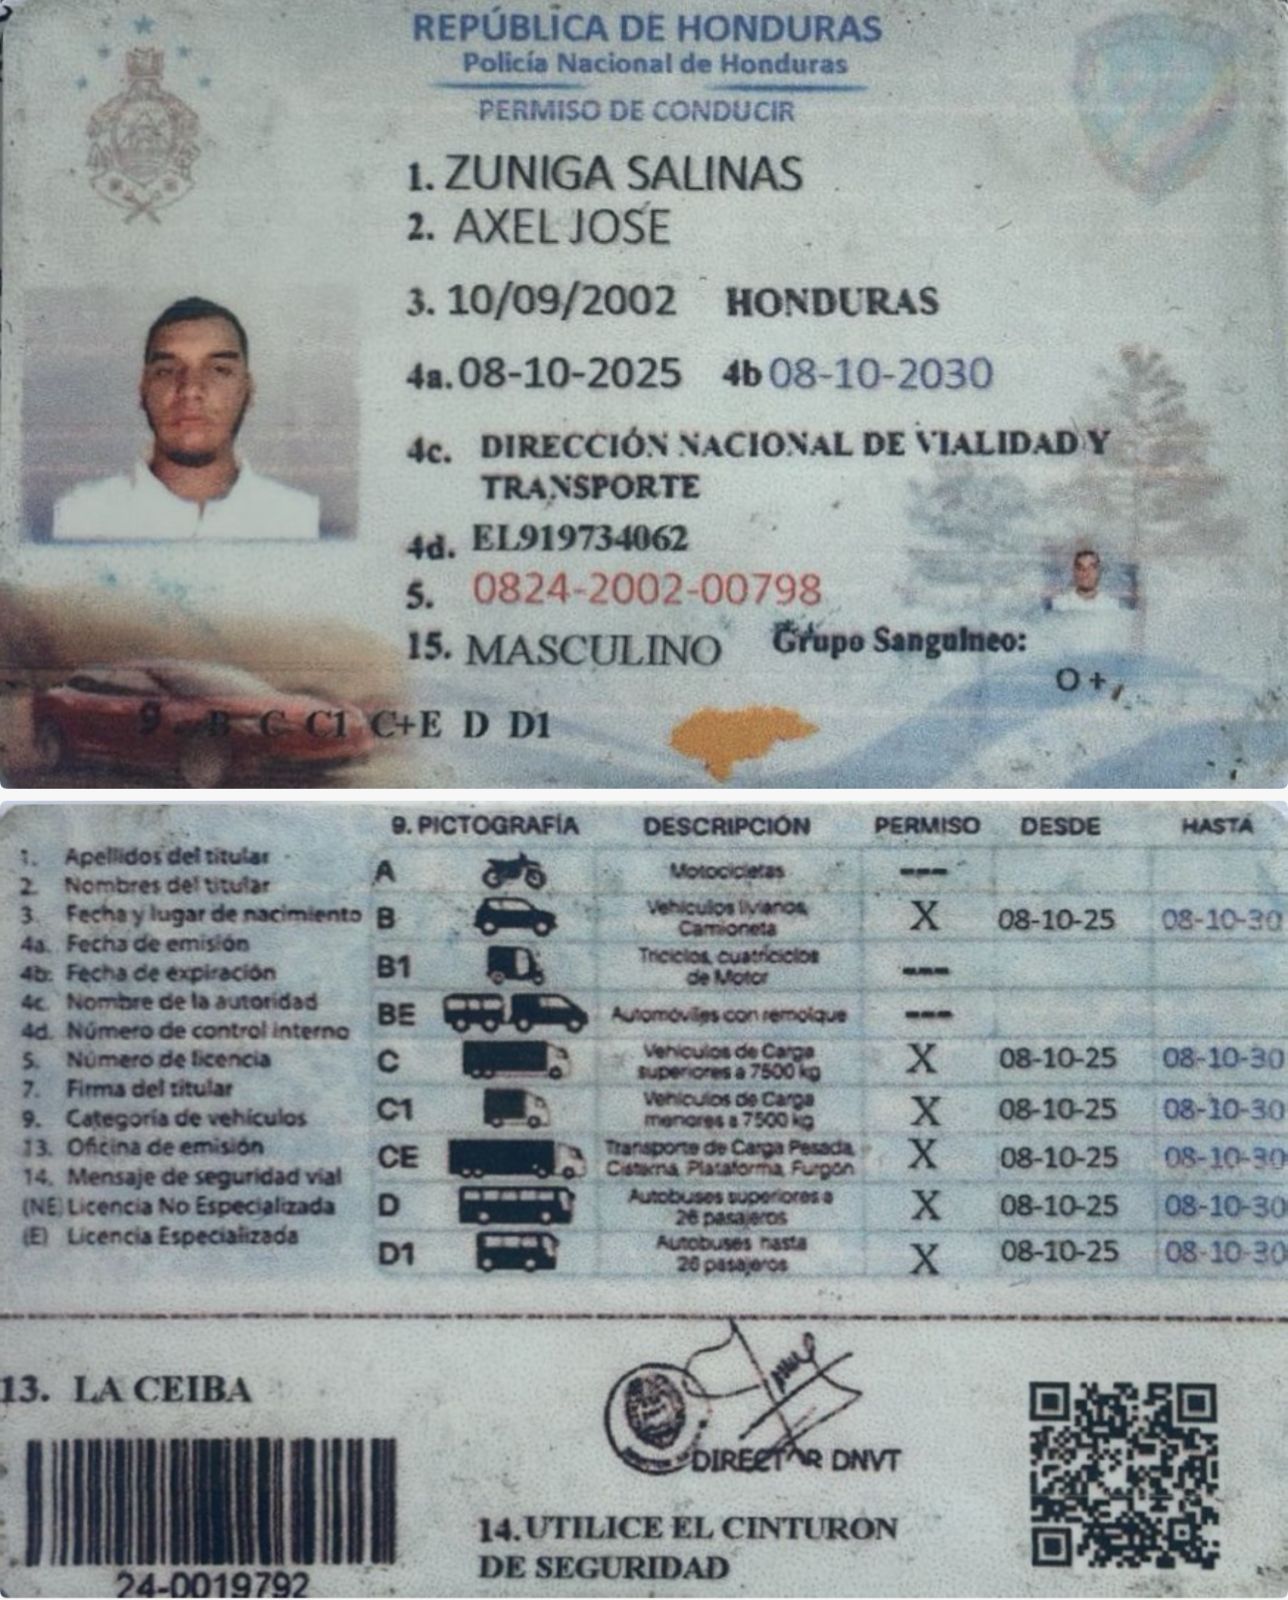 REPÚBLICA DE HONDURAS
Policía Nacional de Honduras
PERMISO DE CONDUCIR
1. ZUNIGA SALINAS
2. AXEL JOSE
3. 10/09/2002 HONDURAS
4a. 08-10-2025 4b 08-10-2030
4c. DIRECCIÓN NACIONAL DE VIALIDAD Y
TRANSPORTE
4d. EL919734062
5. 0824-2002-00798
15. MASCULINO Grupo Sanguineo:
O +
9 B C C1 C+E D D1
9. PICTOGRAFÍA DESCRIPCIÓN PERMISO DESDE HASTA
1. Apellidos del titular
2. Nombres del titular
3. Fecha y lugar de nacimiento
4a. Fecha de emisión
4b. Fecha de expiración
4c. Nombre de la autoridad
4d. Número de control interno
5. Número de licencia
7. Firma del titular
9. Categoría de vehículos
13. Oficina de emisión
14. Mensaje de seguridad vial
(NE) Licencia No Especializada
(E) Licencia Especializada
A Motocicletas ---
B Vehículos livianos, Camioneta X 08-10-25 08-10-30
B1 Triciclos, cuatriciclos de Motor ---
BE Automóviles con remolque ---
C Vehículos de Carga superiores a 7500 kg X 08-10-25 08-10-30
C1 Vehículos de Carga menores a 7500 kg X 08-10-25 08-10-30
CE Transporte de Carga Pesada, Cisterna, Plataforma, Furgón X 08-10-25 08-10-30
D Autobuses superiores a 26 pasajeros X 08-10-25 08-10-30
D1 Autobuses hasta 26 pasajeros X 08-10-25 08-10-30
13. LA CEIBA
DIRECTOR DNVT
14. UTILICE EL CINTURON
DE SEGURIDAD
24-0019792